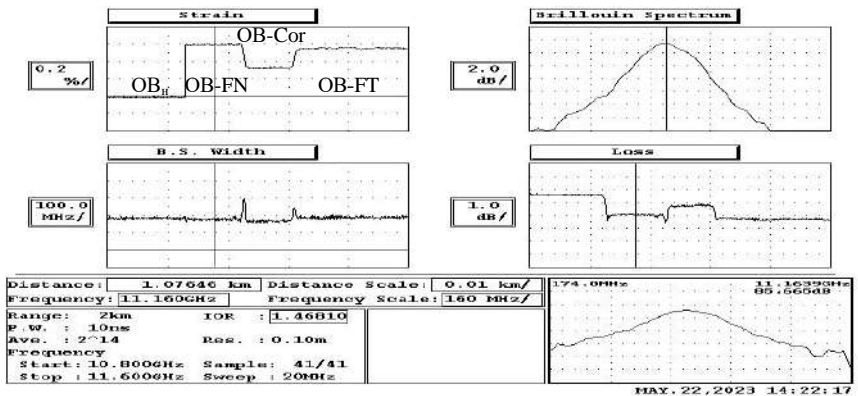 Strain
Brillouin Spectrum
0.2
%/
OB-Cor
OBH OB-FN OB-FT
2.0
dB/
B.S. Width
Loss
100.0
MHz/
1.0
dB/
Distance: 1.07646 km Distance Scale: 0.01 km/
Frequency: 11.160GHz Frequency Scale: 160 MHz/
Range: 2km IOR : 1.46810
P.W. : 10ns
Ave. : 2^14 Res. : 0.10m
Frequency
Start: 10.800GHz Sample: 41/41
Stop : 11.600GHz Sweep : 20MHz
174.0MHz 11.1639GHz
85.665dB
MAY.22,2023 14:22:17